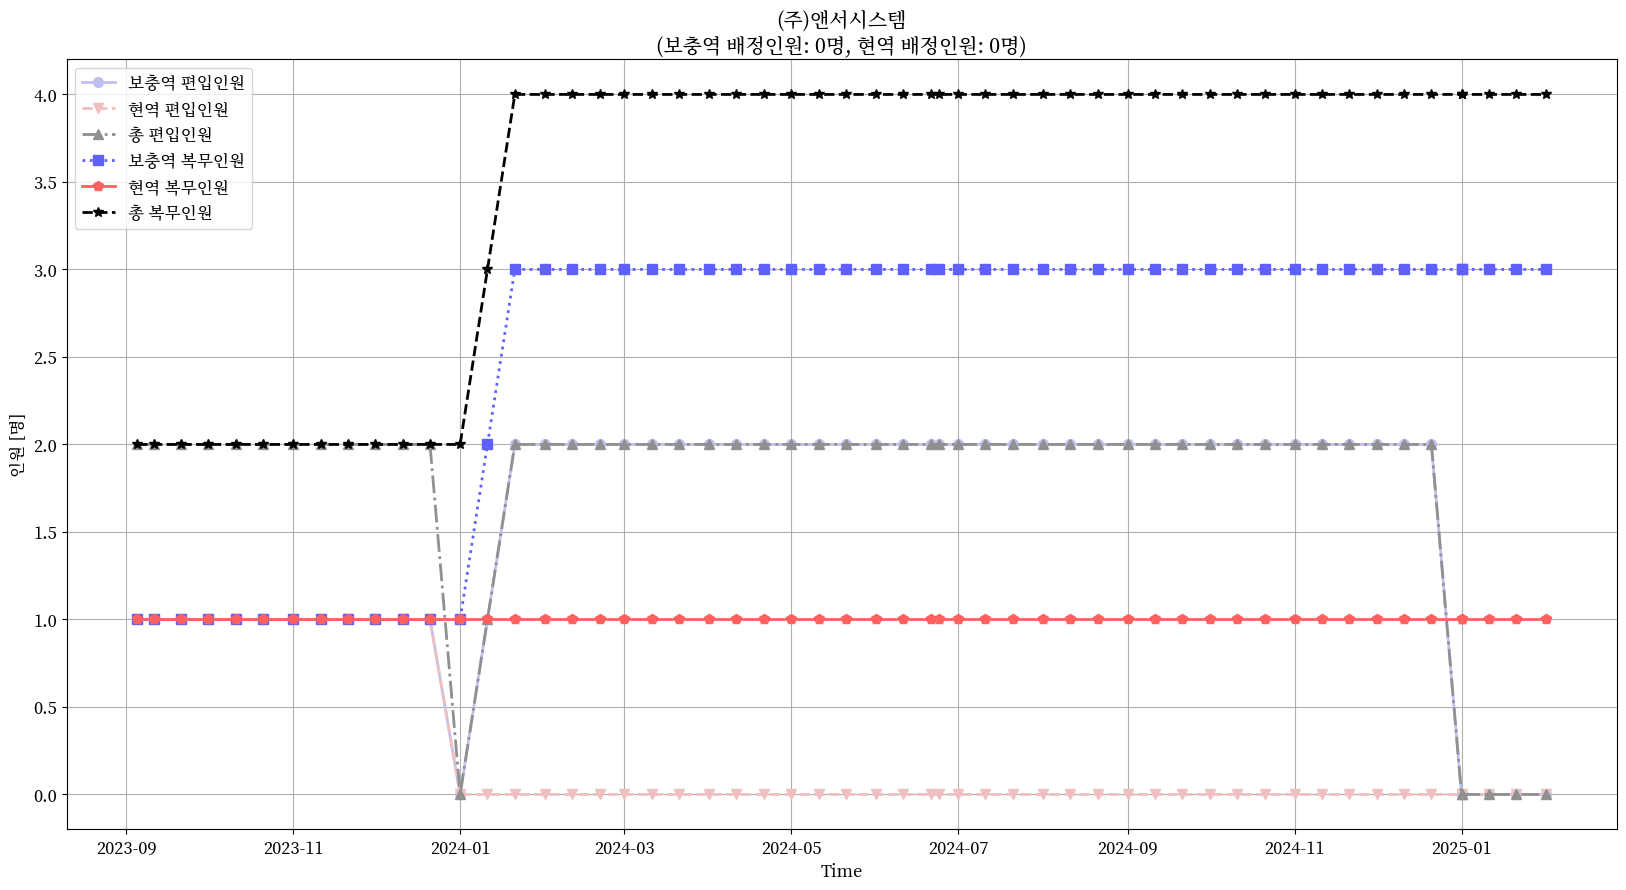 (주)앤서시스템
(보충역 배정인원: 0명, 현역 배정인원: 0명)
보충역 편입인원
현역 편입인원
총 편입인원
보충역 복무인원
현역 복무인원
총 복무인원
4.0
3.5
3.0
2.5
2.0
1.5
1.0
0.5
0.0
인원 [명]
2023-09 2023-11 2024-01 2024-03 2024-05 2024-07 2024-09 2024-11 2025-01
Time